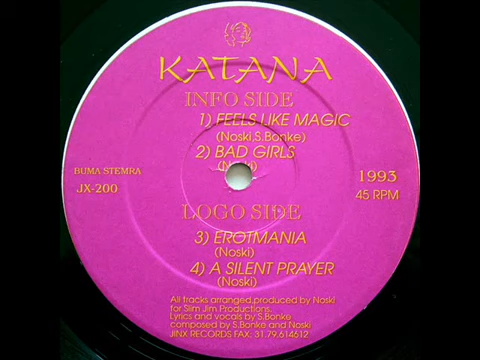 KATANA
INFO SIDE
1) FEELS LIKE MAGIC
(Noski,S.Bonke)
2) BAD GIRLS
(Noski)
BUMA STEMRA
JX-200
1993
45 RPM
LOGO SIDE
3) EROTMANIA
(Noski)
4) A SILENT PRAYER
(Noski)
All tracks arranged,produced by Noski
for Slim Jim Productions.
Lyrics and vocals by S.Bonke
composed by S.Bonke and Noski
JINX RECORDS FAX. 31.79.614612